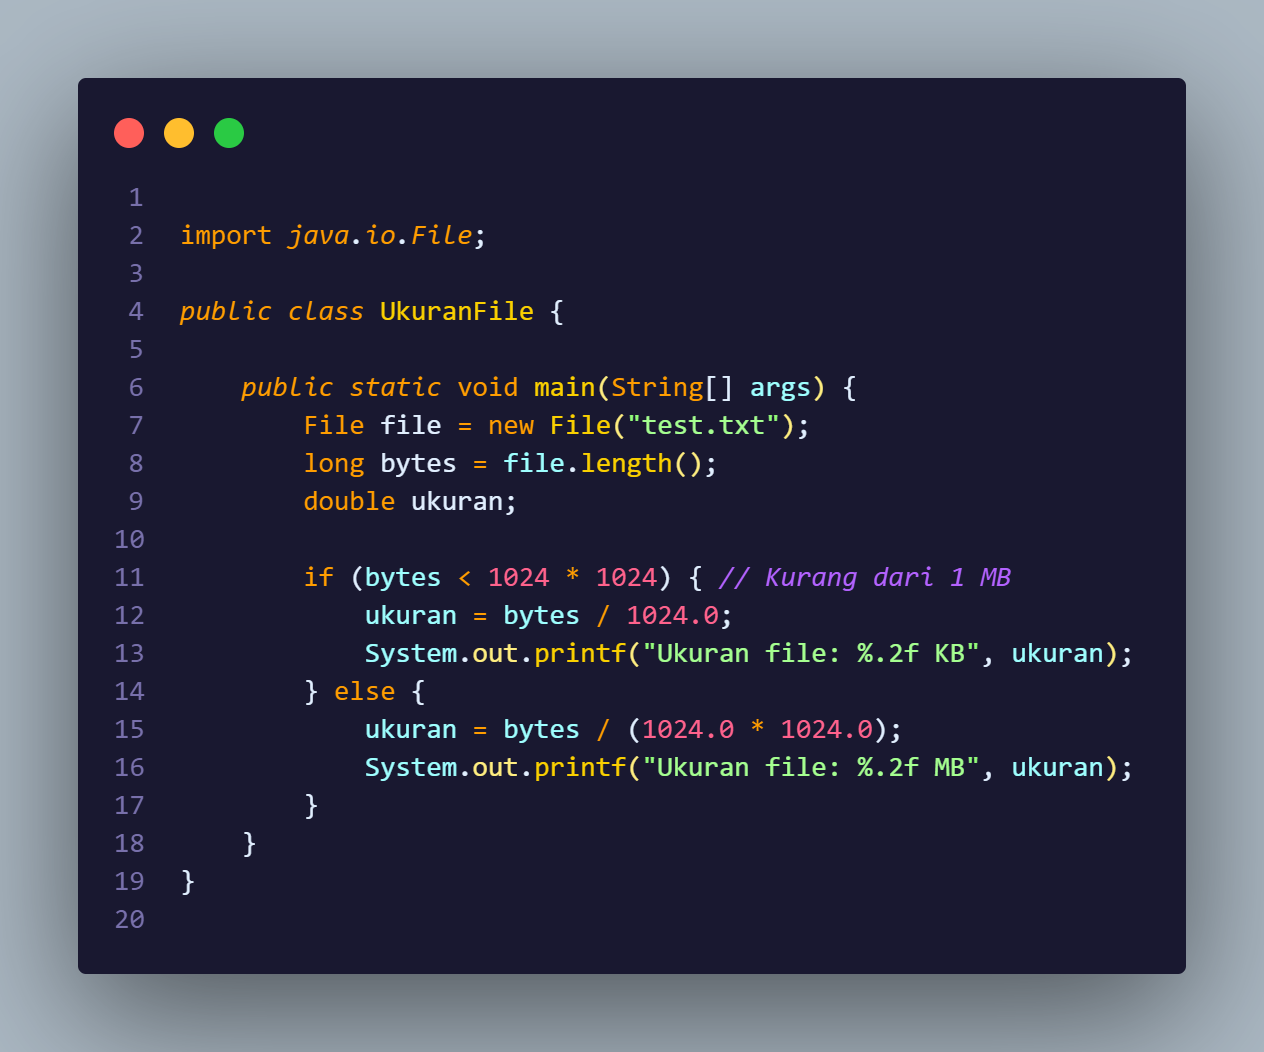 1
2 import java.io.File;
3
4 public class UkuranFile {
5
6     public static void main(String[] args) {
7         File file = new File("test.txt");
8         long bytes = file.length();
9         double ukuran;
10
11         if (bytes < 1024 * 1024) { // Kurang dari 1 MB
12             ukuran = bytes / 1024.0;
13             System.out.printf("Ukuran file: %.2f KB", ukuran);
14         } else {
15             ukuran = bytes / (1024.0 * 1024.0);
16             System.out.printf("Ukuran file: %.2f MB", ukuran);
17         }
18     }
19 }
20